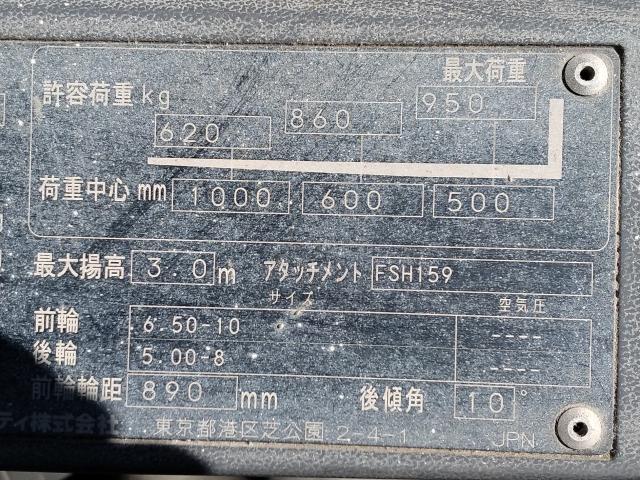 最大荷重
許容荷重 kg 620 860 950
荷重中心 mm 1000 600 500
最大揚高 3.0 m アタッチメント FSH159
サイズ 空気圧
前輪 6.50-10 ----
後輪 5.00-8 ----
前輪輪距 890 mm 後傾角 10°
ティ株式会社 東京都港区芝公園 2-4-1 JPN